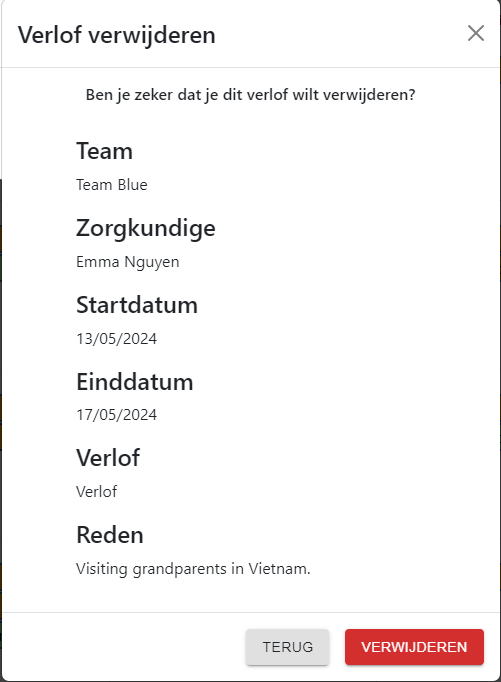 Verlof verwijderen
Ben je zeker dat je dit verlof wilt verwijderen?
Team
Team Blue
Zorgkundige
Emma Nguyen
Startdatum
13/05/2024
Einddatum
17/05/2024
Verlof
Verlof
Reden
Visiting grandparents in Vietnam.
TERUG
VERWIJDEREN